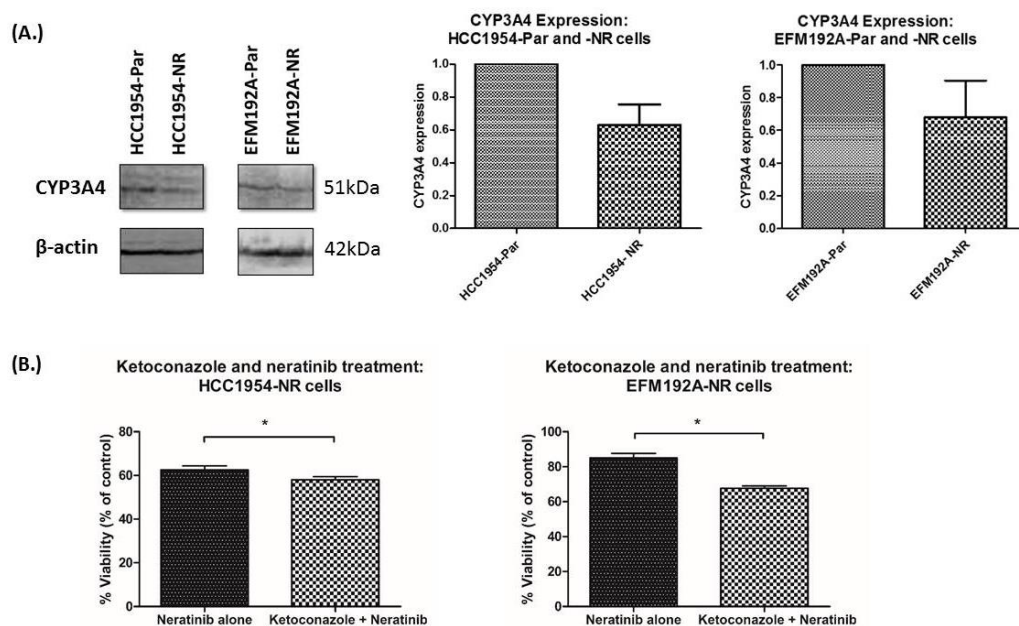 (A.)
HCC1954-Par
HCC1954-NR
EFM192A-Par
EFM192A-NR
CYP3A4
51kDa
β-actin
42kDa
CYP3A4 Expression:
HCC1954-Par and -NR cells
CYP3A4 expression
1.0
0.8
0.6
0.4
0.2
0.0
HCC1954-Par
HCC1954- NR
CYP3A4 Expression:
EFM192A-Par and -NR cells
CYP3A4 expression
1.0
0.8
0.6
0.4
0.2
0.0
EFM192A-Par
EFM192A-NR
(B.)
Ketoconazole and neratinib treatment:
HCC1954-NR cells
% Viability (% of control)
80
60
40
20
0
*
Neratinib alone
Ketoconazole + Neratinib
Ketoconazole and neratinib treatment:
EFM192A-NR cells
% Viability (% of control)
100
80
60
40
20
0
*
Neratinib alone
Ketoconazole + Neratinib